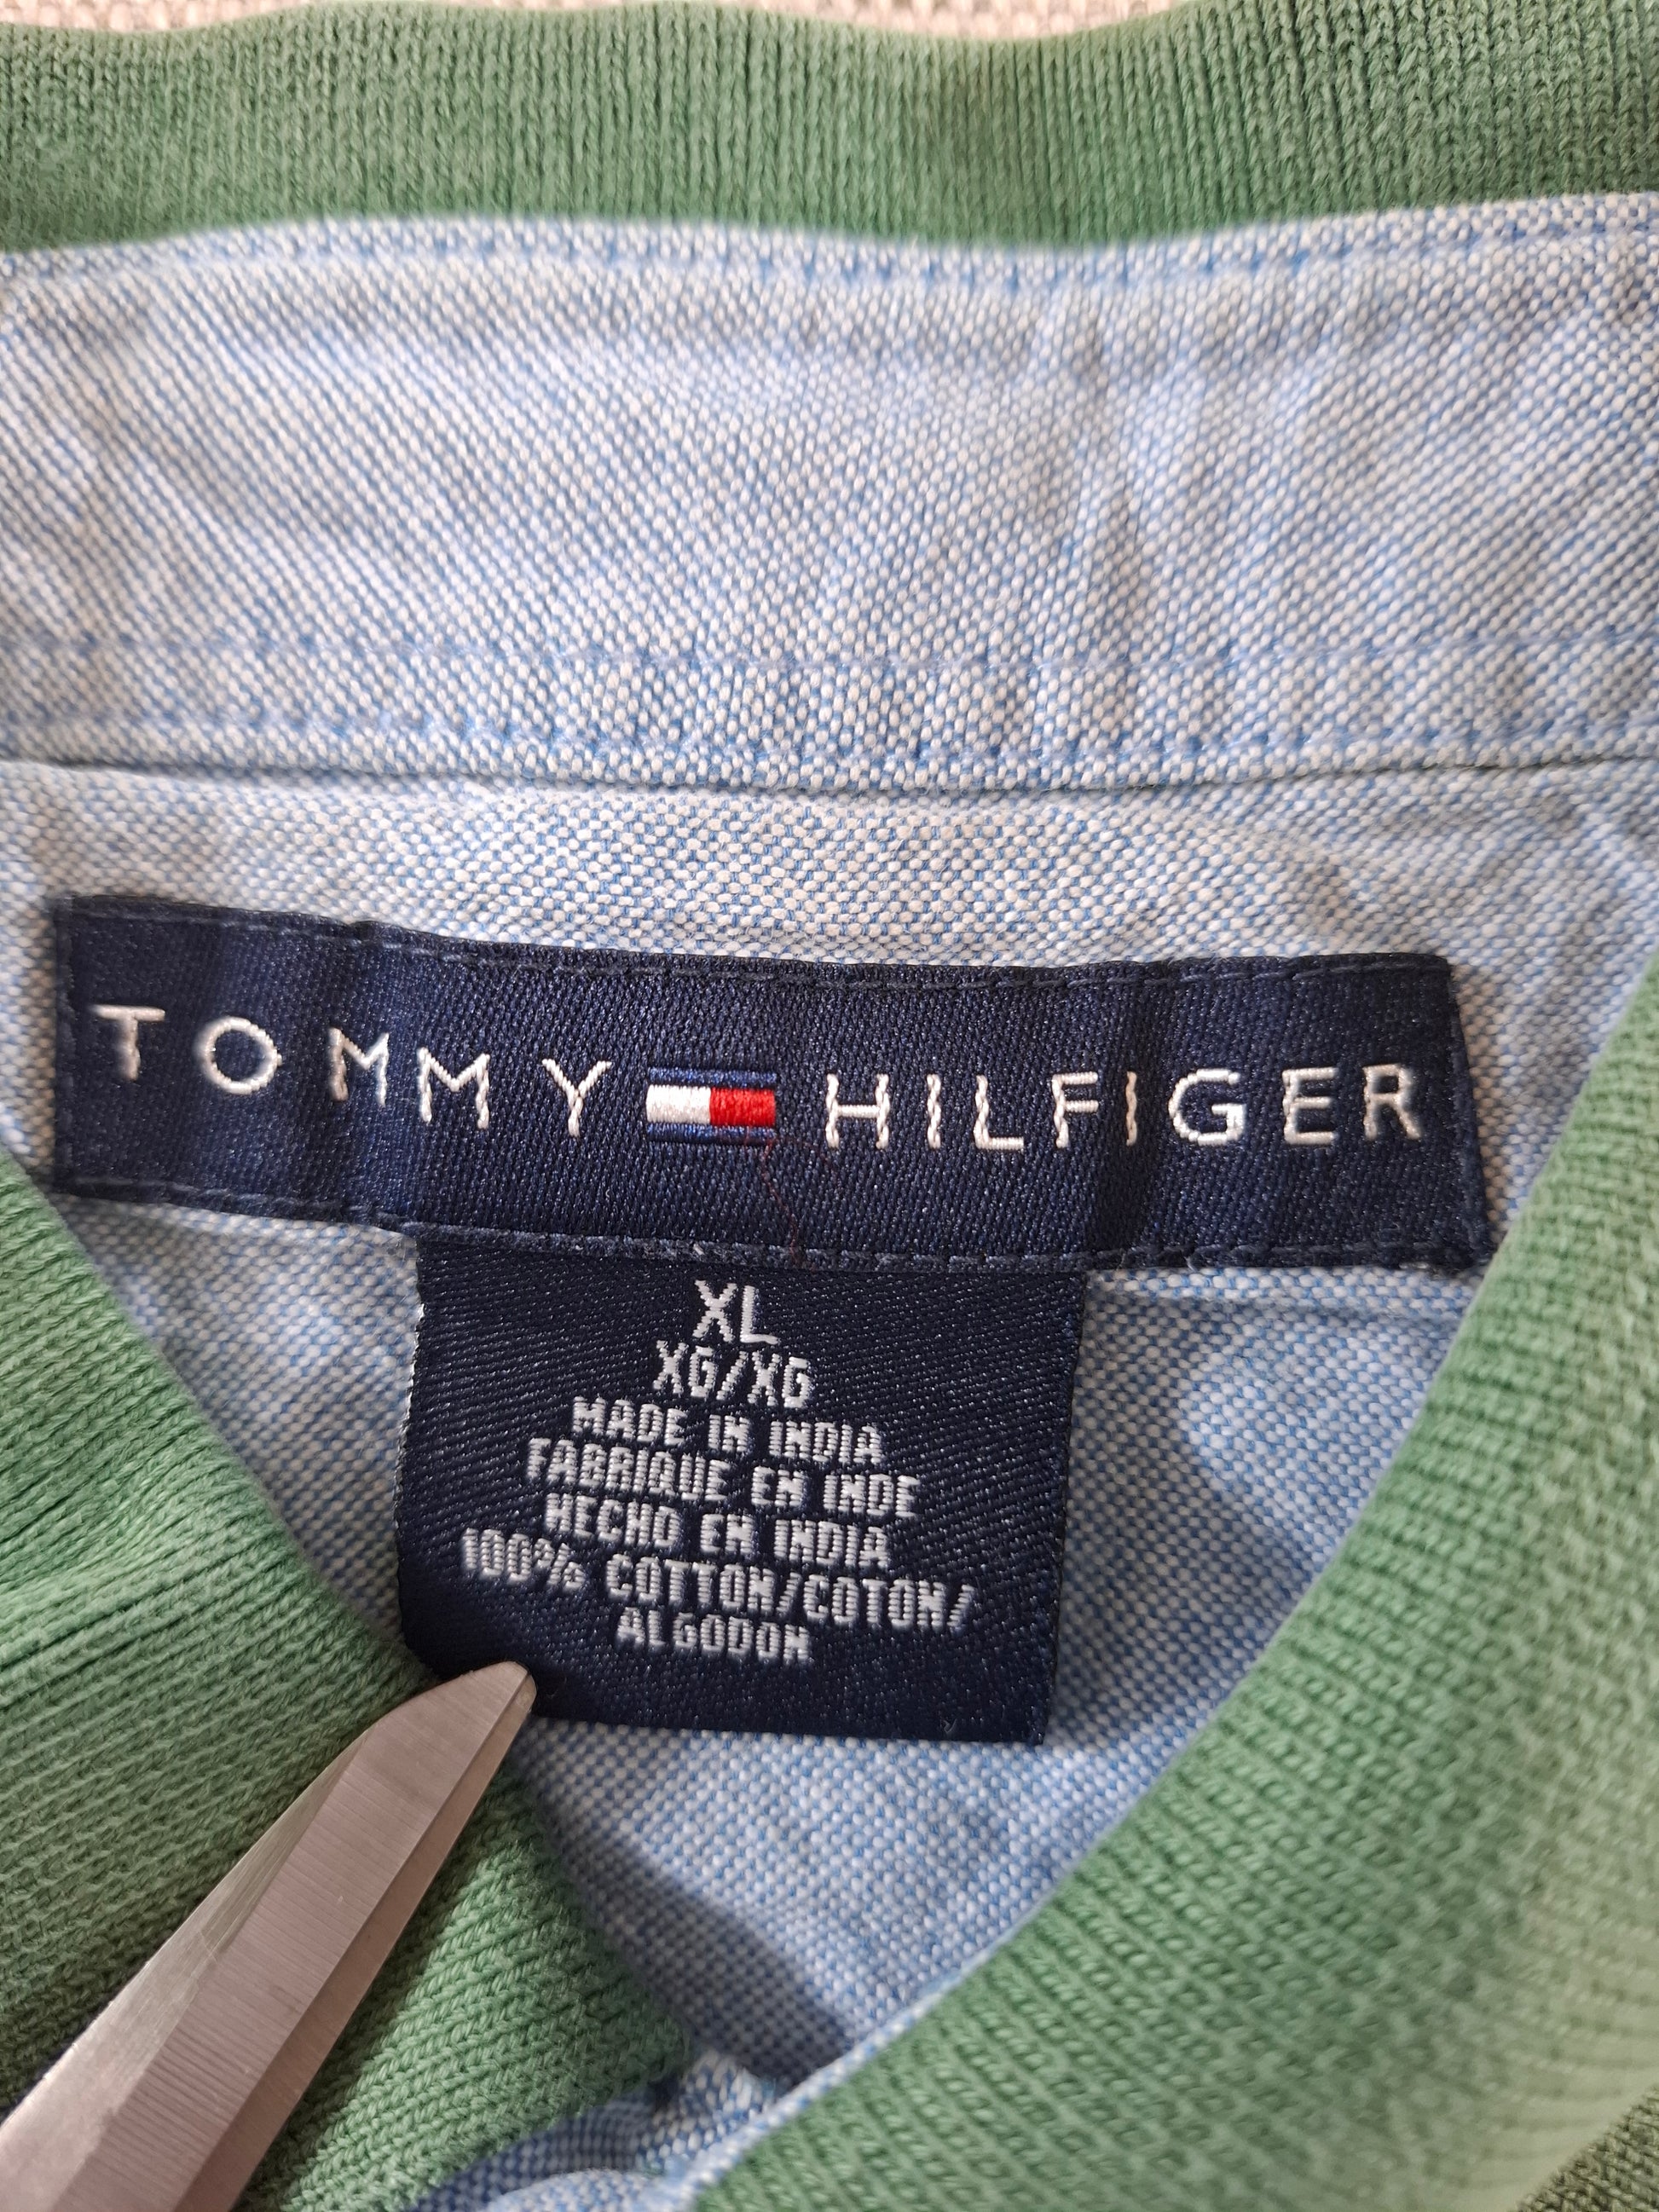 TOMMY HILFIGER
XL
XG/XG
MADE IN INDIA
FABRIQUE EN INDE
HECHO EN INDIA
100% COTTON/COTON/
ALGODON